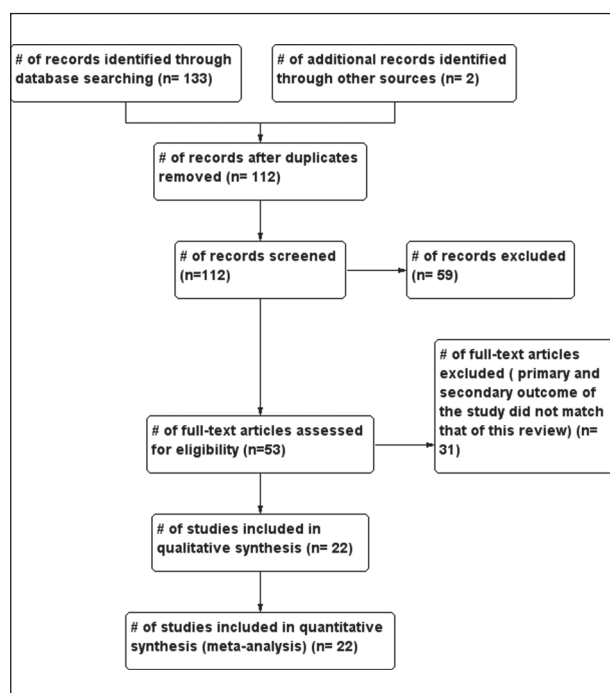 # of records identified through
database searching (n= 133)
# of additional records identified
through other sources (n= 2)
# of records after duplicates
removed (n= 112)
# of records screened
(n=112)
# of records excluded
(n= 59)
# of full-text articles
excluded ( primary and
secondary outcome of
the study did not match
that of this review) (n=
31)
# of full-text articles assessed
for eligibility (n=53)
# of studies included in
qualitative synthesis (n= 22)
# of studies included in quantitative
synthesis (meta-analysis) (n= 22)